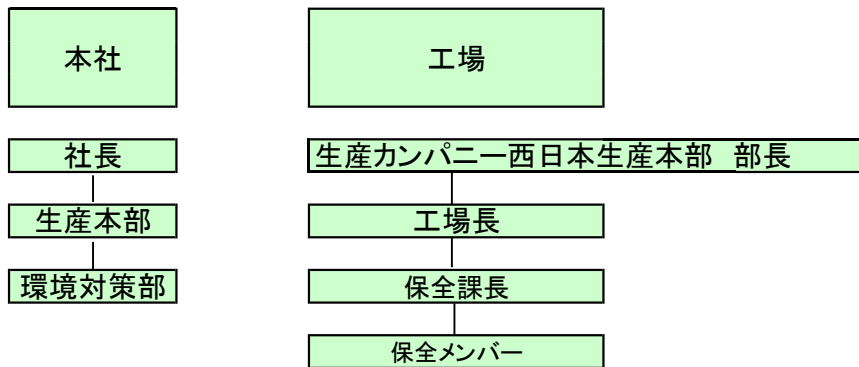 本社
工場
社長
生産カンパニー西日本生産本部　部長
生産本部
工場長
環境対策部
保全課長
保全メンバー